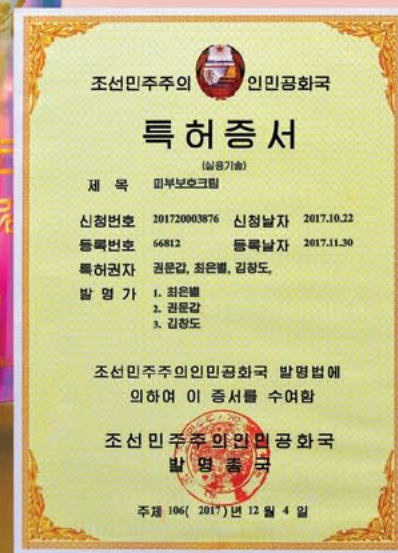 조선민주주의 인민공화국
특허증서
(실용기술)
제 목 피부보호크림
신청번호 201720003876 신청날자 2017.10.22
등록번호 66812 등록날자 2017.11.30
특허권자 권문갑, 최은별, 김창도,
발 명 가 1. 최은별
2. 권문갑
3. 김창도
조선민주주의인민공화국 발명법에
의하여 이 증서를 수여함
조선민주주의인민공화국
발 명 총 국
주체 106( 2017)년 12 월 4 일